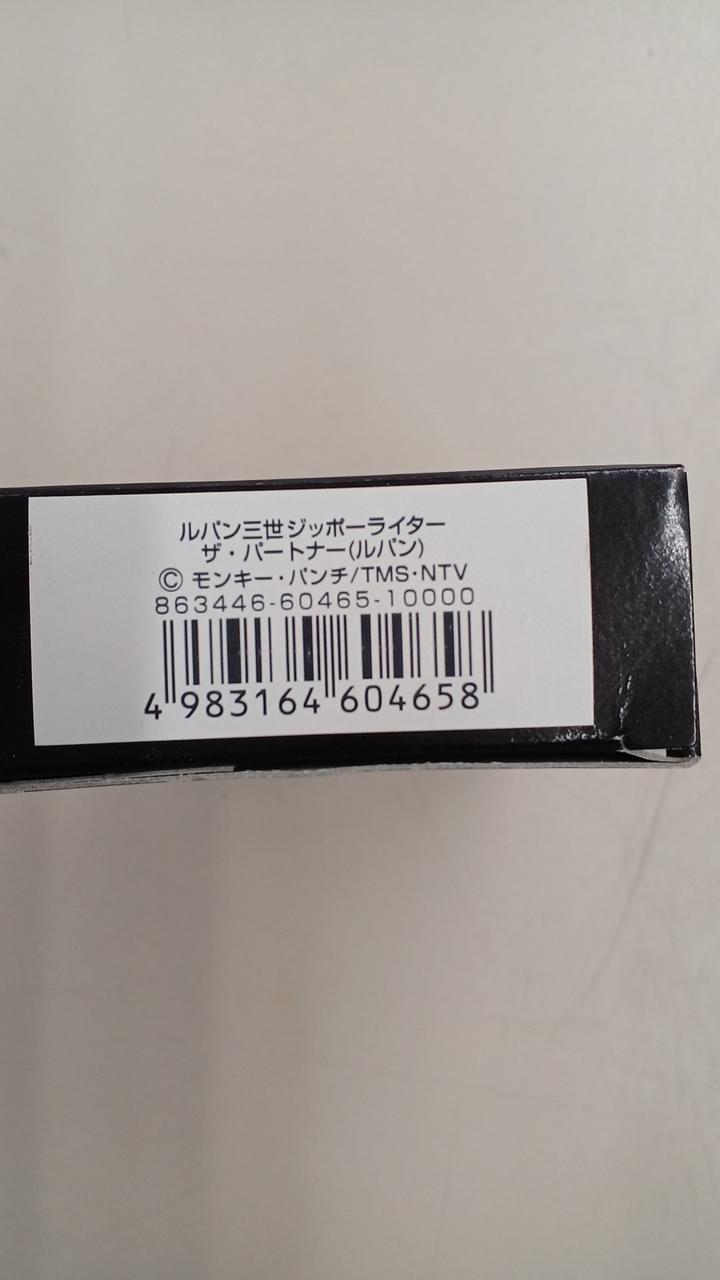 ルパン三世ジッポーライター
ザ・パートナー(ルパン)
© モンキー・パンチ/TMS・NTV
863446-60465-10000
4 983164 604658